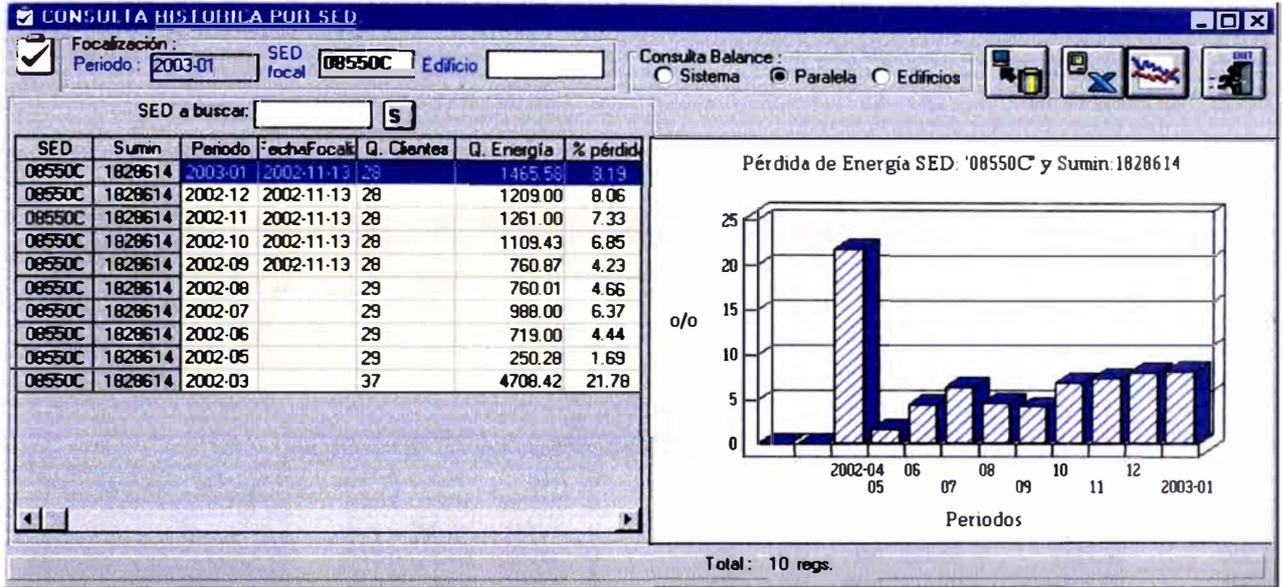 CONSULTA HISTORICA POR SED
Focalización :
Periodo : 2003-01 SED focal 08550C Edificio
Consulta Balance :
Sistema Paralela Edificios
EXIT
SED a buscar: S
SED Sumin Periodo FechaFocali Q. Clientes Q. Energía % pérdida
08550C 1828614 2003-01 2002-11-13 28 1465.58 8.19
08550C 1828614 2002-12 2002-11-13 28 1209.00 8.06
08550C 1828614 2002-11 2002-11-13 28 1261.00 7.33
08550C 1828614 2002-10 2002-11-13 28 1109.43 6.85
08550C 1828614 2002-09 2002-11-13 28 760.87 4.23
08550C 1828614 2002-08 29 760.01 4.66
08550C 1828614 2002-07 29 988.00 6.37
08550C 1828614 2002-06 29 719.00 4.44
08550C 1828614 2002-05 29 250.28 1.69
08550C 1828614 2002-03 37 4708.42 21.78
Pérdida de Energía SED: '08550C' y Sumin:1828614
25
20
15
o/o
10
5
0
2002-04 06 08 10 12
05 07 09 11 2003-01
Periodos
Total : 10 regs.